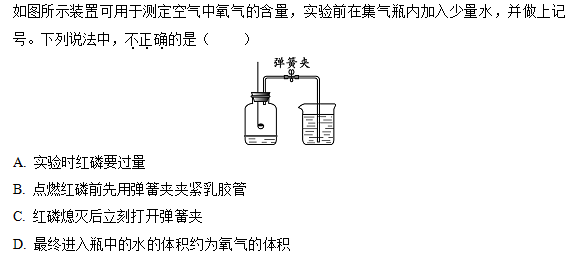 如图所示装置可用于测定空气中氧气的含量，实验前在集气瓶内加入少量水，并做上记
号。下列说法中，不正确的是（　　）
弹簧夹
A. 实验时红磷要过量
B. 点燃红磷前先用弹簧夹夹紧乳胶管
C. 红磷熄灭后立刻打开弹簧夹
D. 最终进入瓶中的水的体积约为氧气的体积